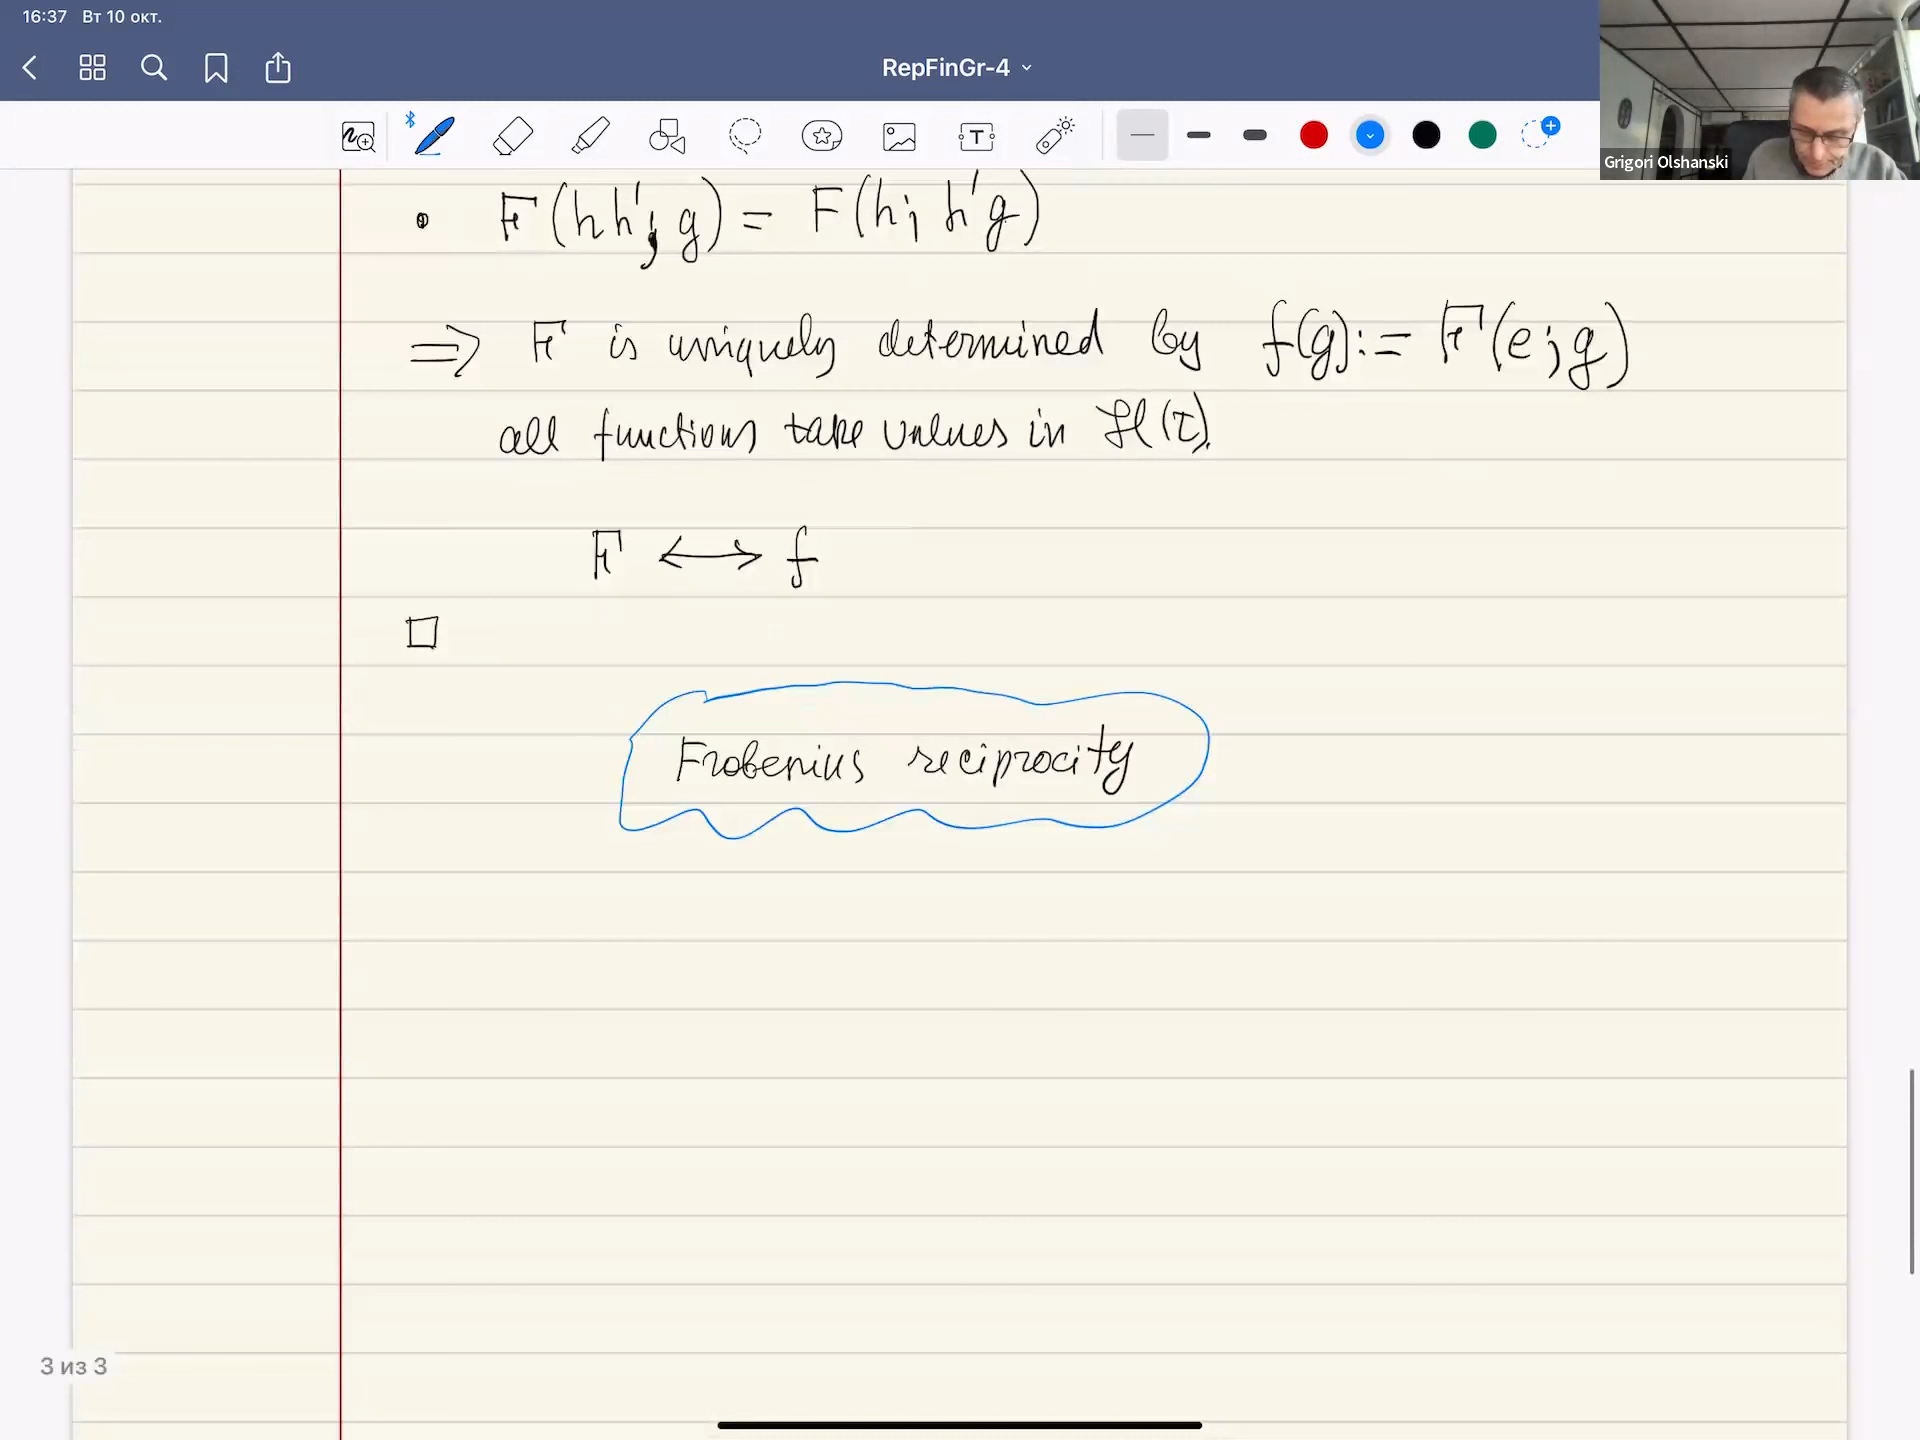 16:37 Вт 10 окт.
RepFinGr-4
Grigori Olshanski
• F(hh'; g) = F(h; h'g)
⇒ F is uniquely determined by f(g) := F(e; g)
all functions take values in ℋ(τ).
F ⟷ f
□
Frobenius reciprocity
3 из 3